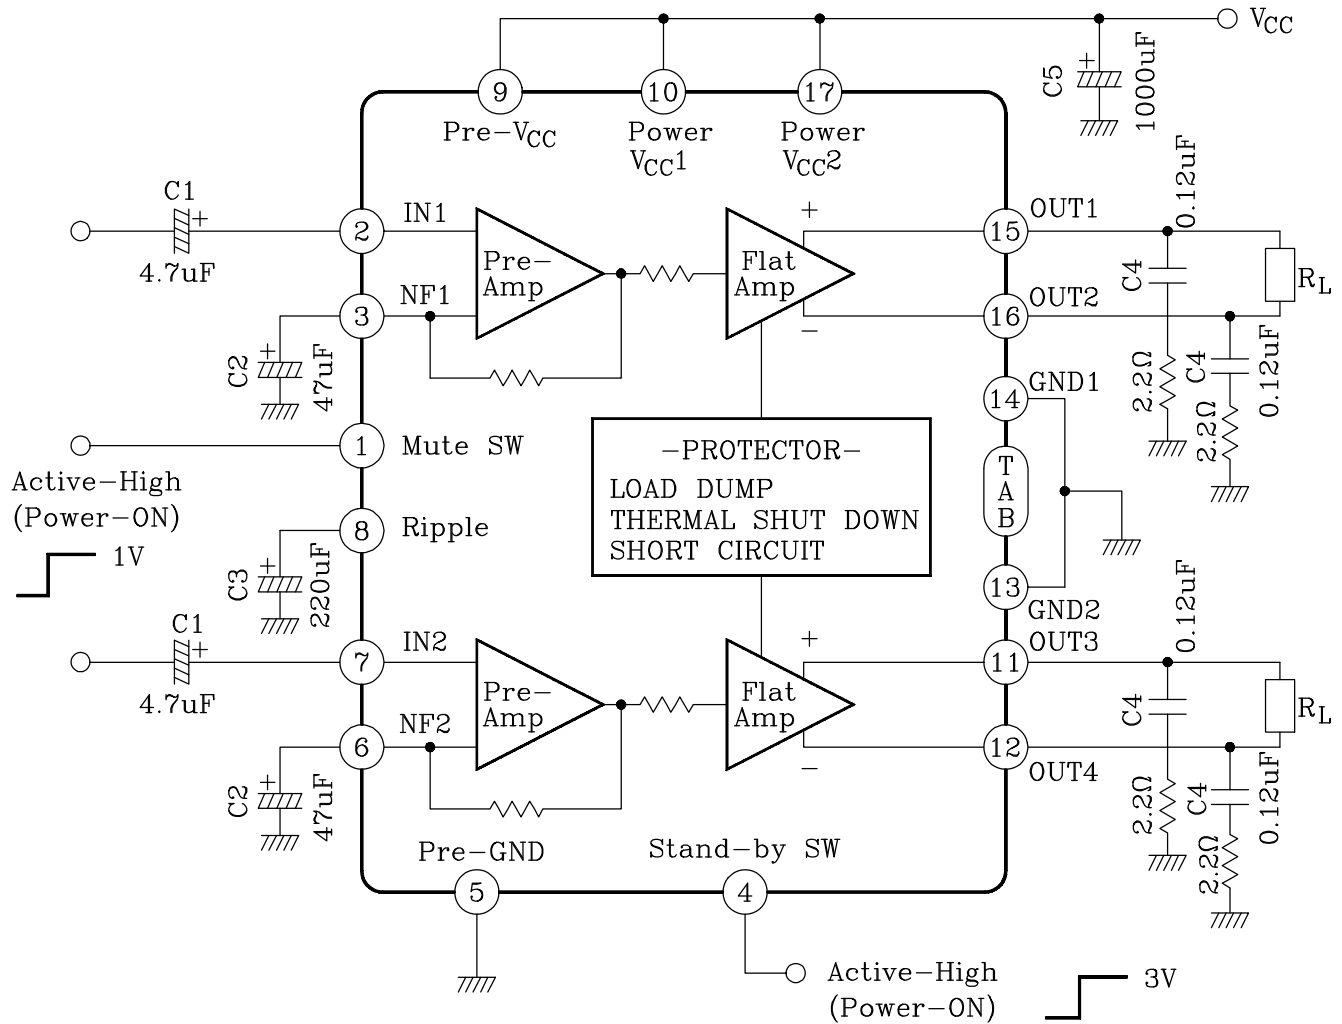 VCC
C5
+
1000uF
9
10
17
Pre-VCC
Power
VCC1
Power
VCC2
C1
+
4.7uF
2
IN1
Pre-
Amp
Flat
Amp
+
-
15
OUT1
0.12uF
C4
2.2Ω
RL
3
NF1
C2
+
47uF
16
OUT2
C4
0.12uF
2.2Ω
14
GND1
1
Mute SW
Active-High
(Power-ON)
1V
-PROTECTOR-
LOAD DUMP
THERMAL SHUT DOWN
SHORT CIRCUIT
T
A
B
8
Ripple
C3
+
220uF
13
GND2
C1
+
4.7uF
7
IN2
Pre-
Amp
Flat
Amp
+
-
11
OUT3
0.12uF
C4
2.2Ω
RL
6
NF2
C2
+
47uF
12
OUT4
C4
0.12uF
2.2Ω
Pre-GND
5
Stand-by SW
4
Active-High
(Power-ON)
3V